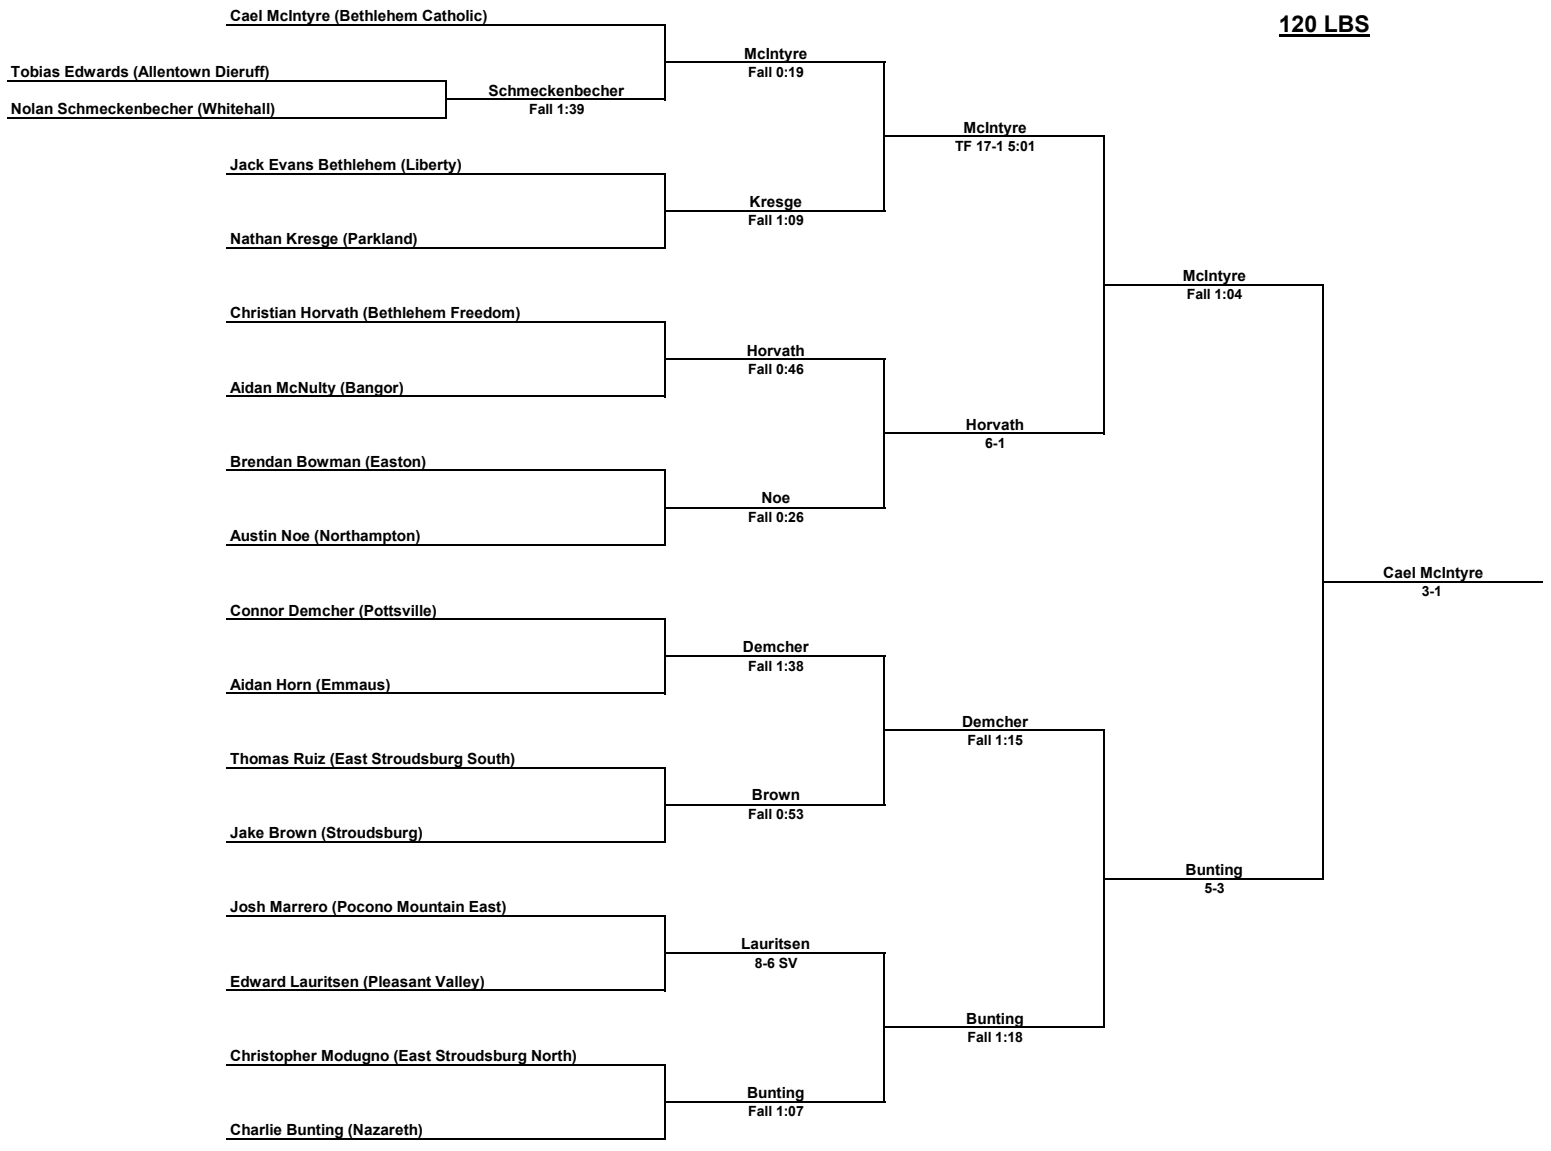 Cael McIntyre (Bethlehem Catholic)
120 LBS
McIntyre
Fall 0:19
Tobias Edwards (Allentown Dieruff)
Schmeckenbecher
Fall 1:39
Nolan Schmeckenbecher (Whitehall)
McIntyre
TF 17-1 5:01
Jack Evans Bethlehem (Liberty)
Kresge
Fall 1:09
Nathan Kresge (Parkland)
McIntyre
Fall 1:04
Christian Horvath (Bethlehem Freedom)
Horvath
Fall 0:46
Aidan McNulty (Bangor)
Horvath
6-1
Brendan Bowman (Easton)
Noe
Fall 0:26
Austin Noe (Northampton)
Cael McIntyre
3-1
Connor Demcher (Pottsville)
Demcher
Fall 1:38
Aidan Horn (Emmaus)
Demcher
Fall 1:15
Thomas Ruiz (East Stroudsburg South)
Brown
Fall 0:53
Jake Brown (Stroudsburg)
Bunting
5-3
Josh Marrero (Pocono Mountain East)
Lauritsen
8-6 SV
Edward Lauritsen (Pleasant Valley)
Bunting
Fall 1:18
Christopher Modugno (East Stroudsburg North)
Bunting
Fall 1:07
Charlie Bunting (Nazareth)